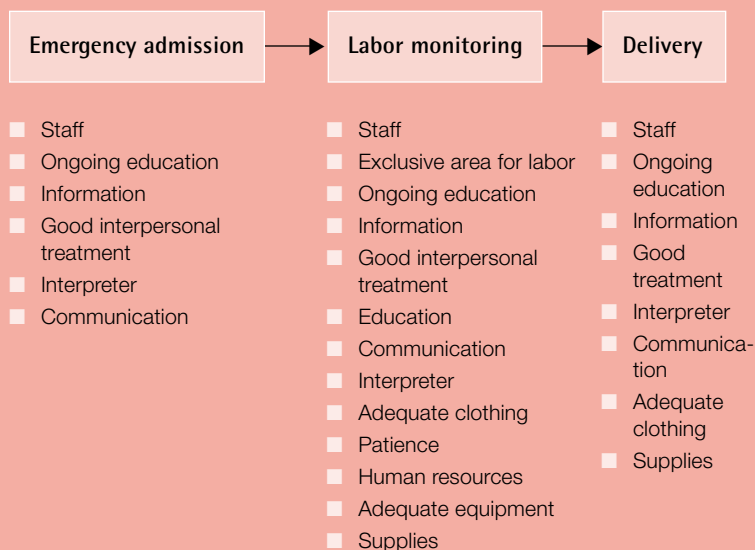 Emergency admission
Labor monitoring
Delivery
Staff
Ongoing education
Information
Good interpersonal
treatment
Interpreter
Communication
Staff
Exclusive area for labor
Ongoing education
Information
Good interpersonal
treatment
Education
Communication
Interpreter
Adequate clothing
Patience
Human resources
Adequate equipment
Supplies
Staff
Ongoing
education
Information
Good
treatment
Interpreter
Communica-
tion
Adequate
clothing
Supplies